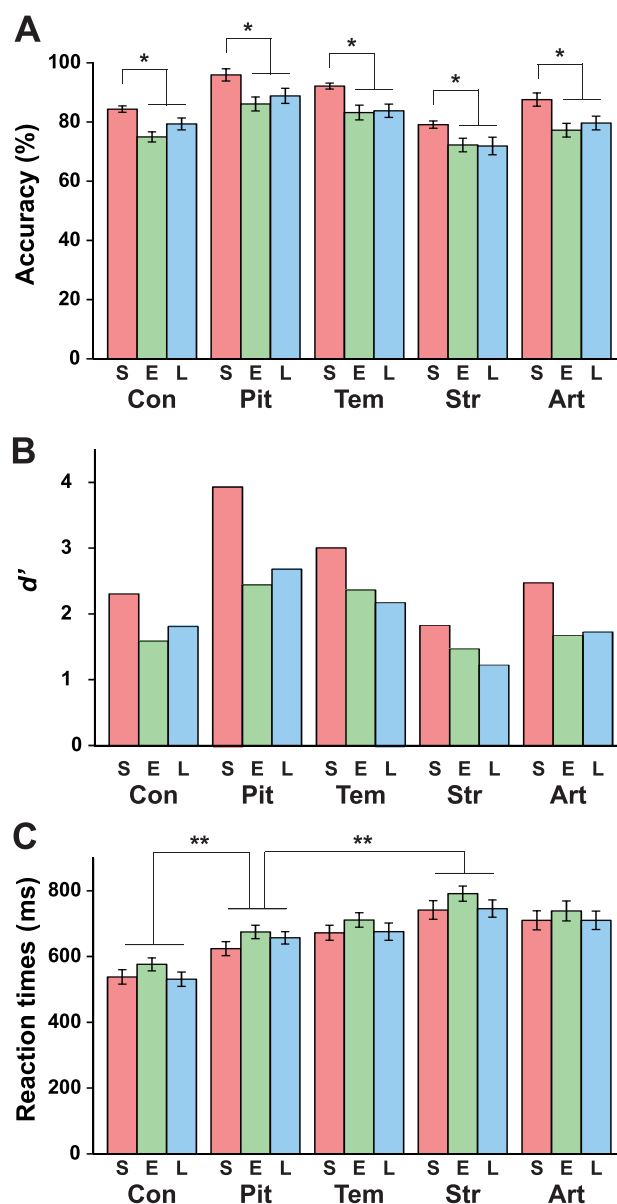 A
Accuracy (%)
100
80
60
40
20
0
* * * * *
S E L S E L S E L S E L S E L
Con Pit Tem Str Art
B
d'
4
3
2
1
0
S E L S E L S E L S E L S E L
Con Pit Tem Str Art
C
Reaction times (ms)
800
600
400
200
0
** **
S E L S E L S E L S E L S E L
Con Pit Tem Str Art